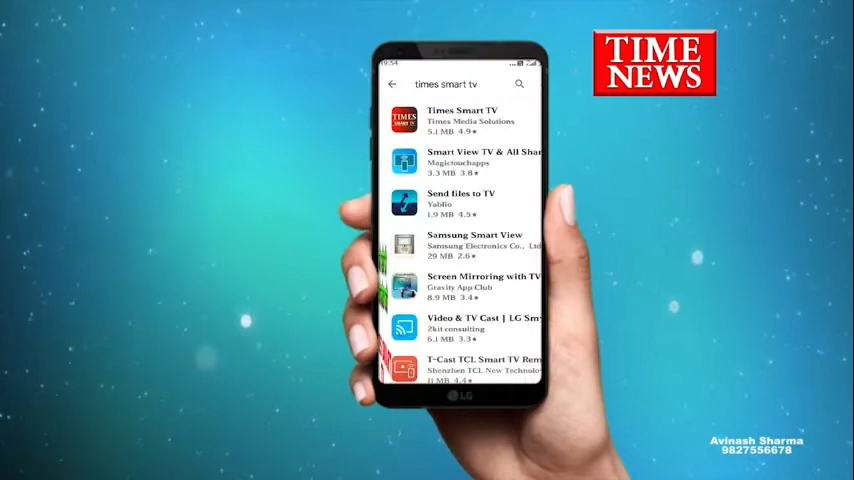 TIME
NEWS
19:54
times smart tv
TIMES
SMART TV
Times Smart TV
Times Media Solutions
5.1 MB 4.9★
Smart View TV & All Shar
Magictouchapps
3.3 MB 3.8★
Send files to TV
Yablio
1.9 MB 4.5★
Samsung Smart View
Samsung Electronics Co., Ltd
29 MB 2.6★
Screen Mirroring with TV
Gravity App Club
8.9 MB 3.4★
Video & TV Cast | LG Sm
2kit consulting
6.1 MB 3.3★
T-Cast TCL Smart TV Rem
Shenzhen TCL New Technolo
11 MB 4.4★
LG
Avinash Sharma
9827556678